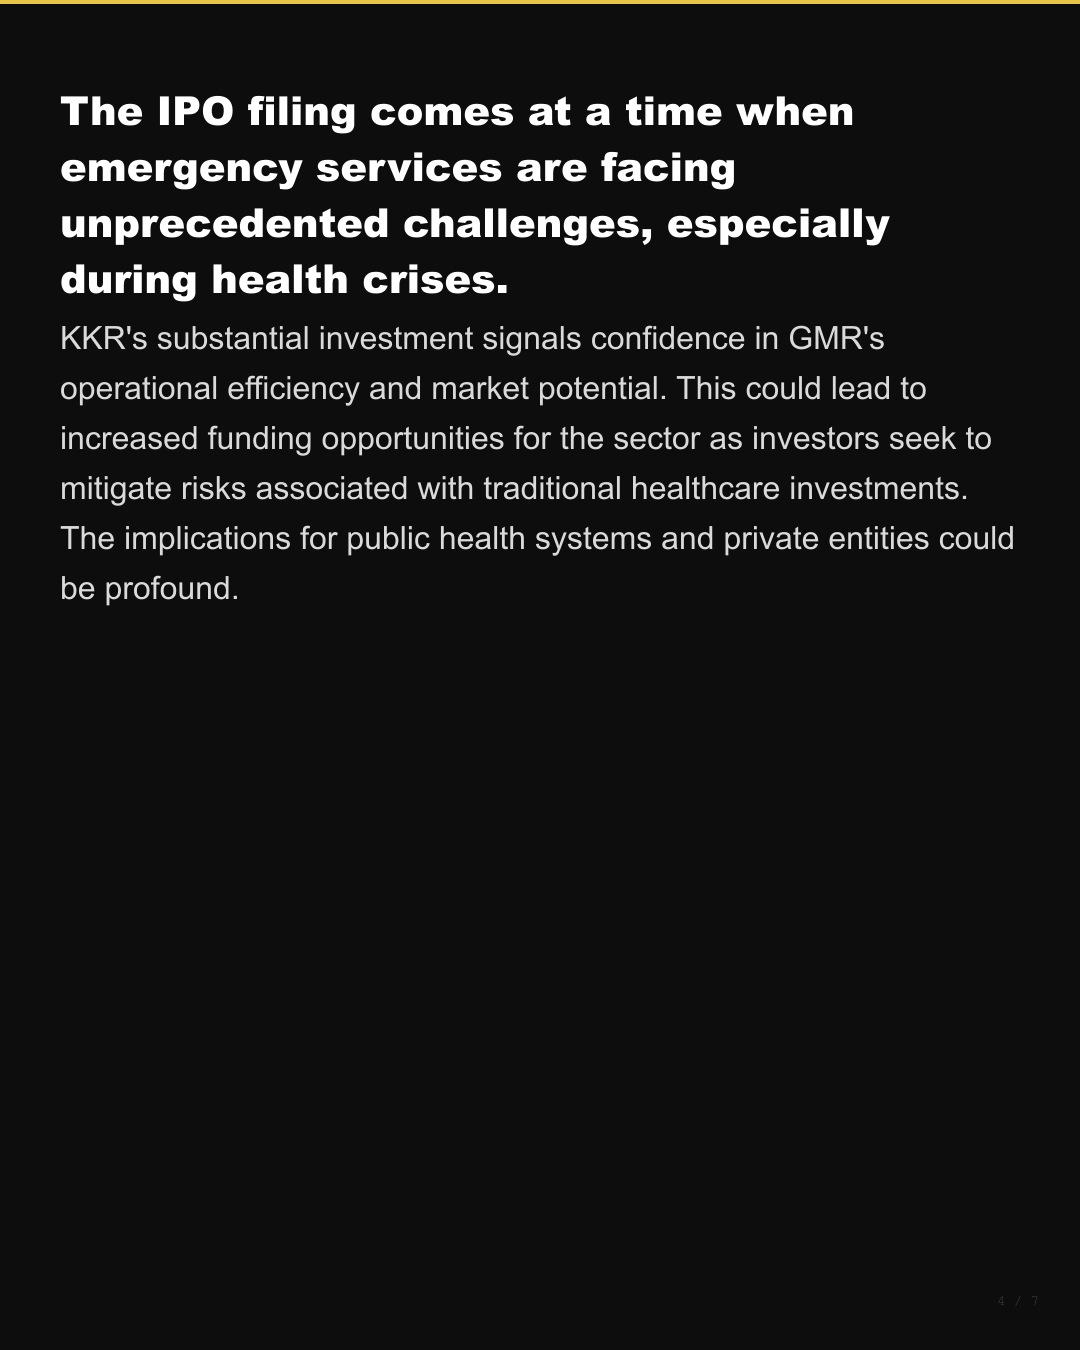 The IPO filing comes at a time when
emergency services are facing
unprecedented challenges, especially
during health crises.
KKR's substantial investment signals confidence in GMR's
operational efficiency and market potential. This could lead to
increased funding opportunities for the sector as investors seek to
mitigate risks associated with traditional healthcare investments.
The implications for public health systems and private entities could
be profound.
4 / 7